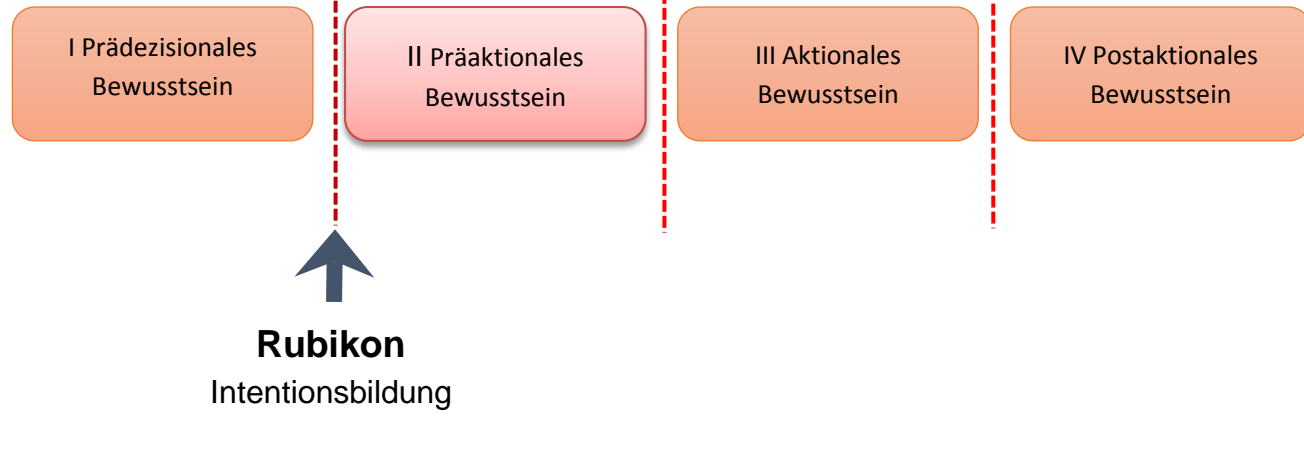 I Prädezisionales
Bewusstsein
II Präaktionales
Bewusstsein
III Aktionales
Bewusstsein
IV Postaktionales
Bewusstsein
Rubikon
Intentionsbildung